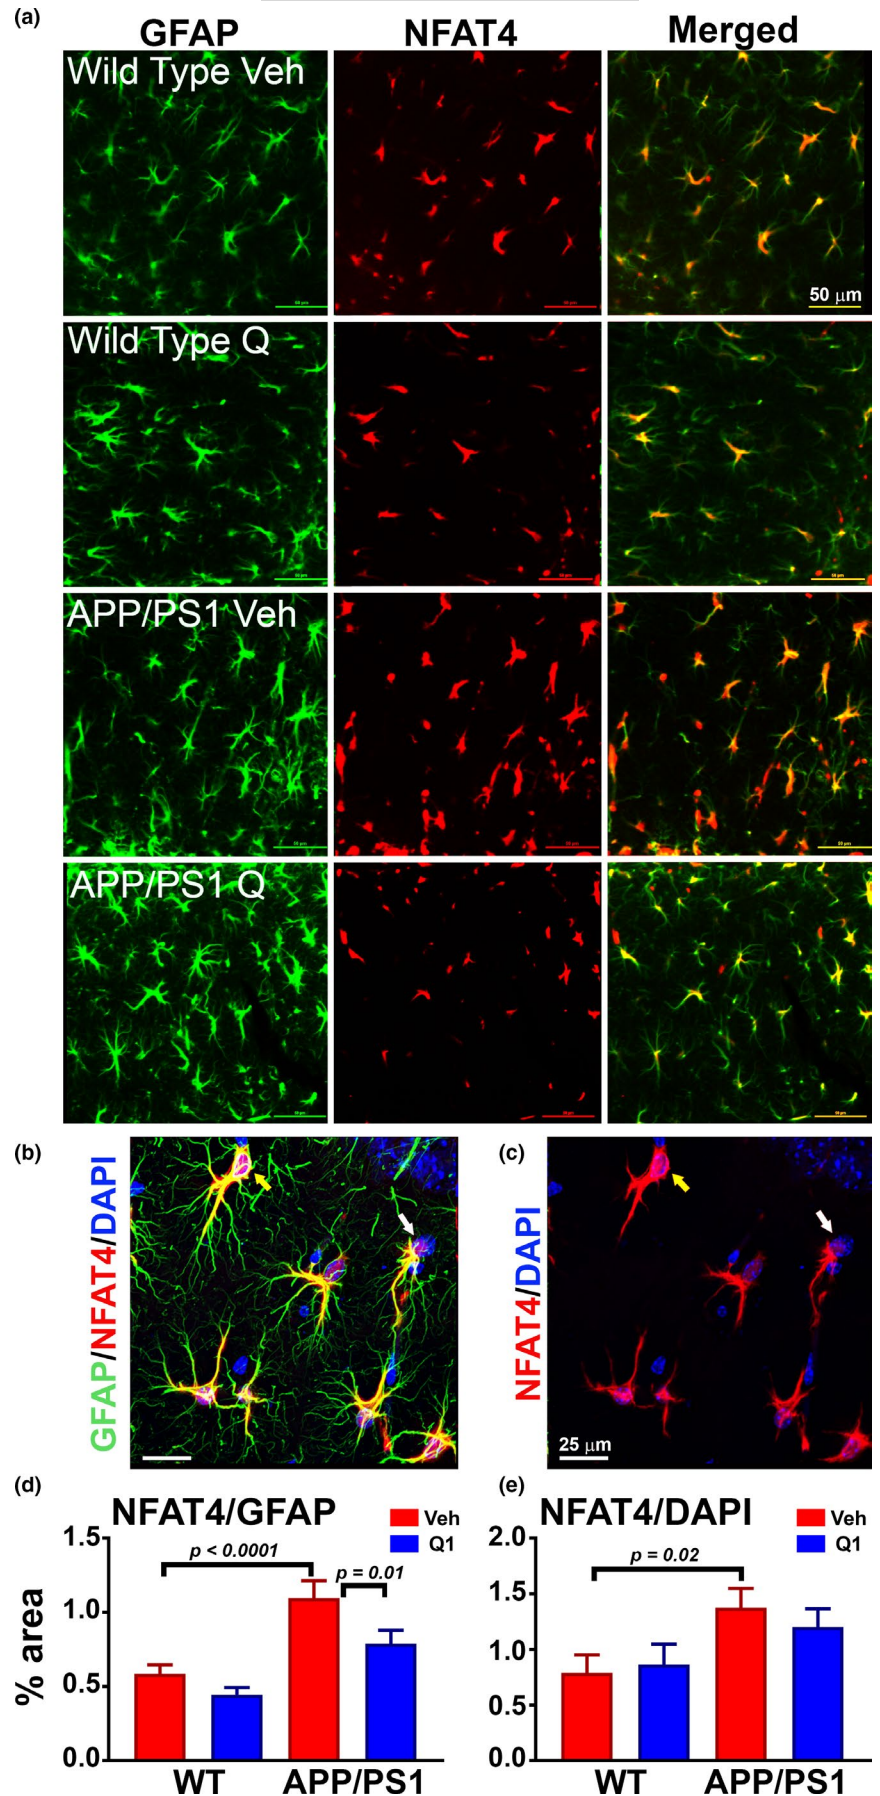 (a)
GFAP NFAT4 Merged
Wild Type Veh
50 μm
Wild Type Q
APP/PS1 Veh
APP/PS1 Q
(b)
GFAP/NFAT4/DAPI
(c)
NFAT4/DAPI
25 μm
(d)
NFAT4/GFAP
Veh
Q1
1.5
1.0
0.5
0.0
% area
p < 0.0001
p = 0.01
WT APP/PS1
(e)
NFAT4/DAPI
Veh
Q1
2.0
1.5
1.0
0.5
0.0
p = 0.02
WT APP/PS1